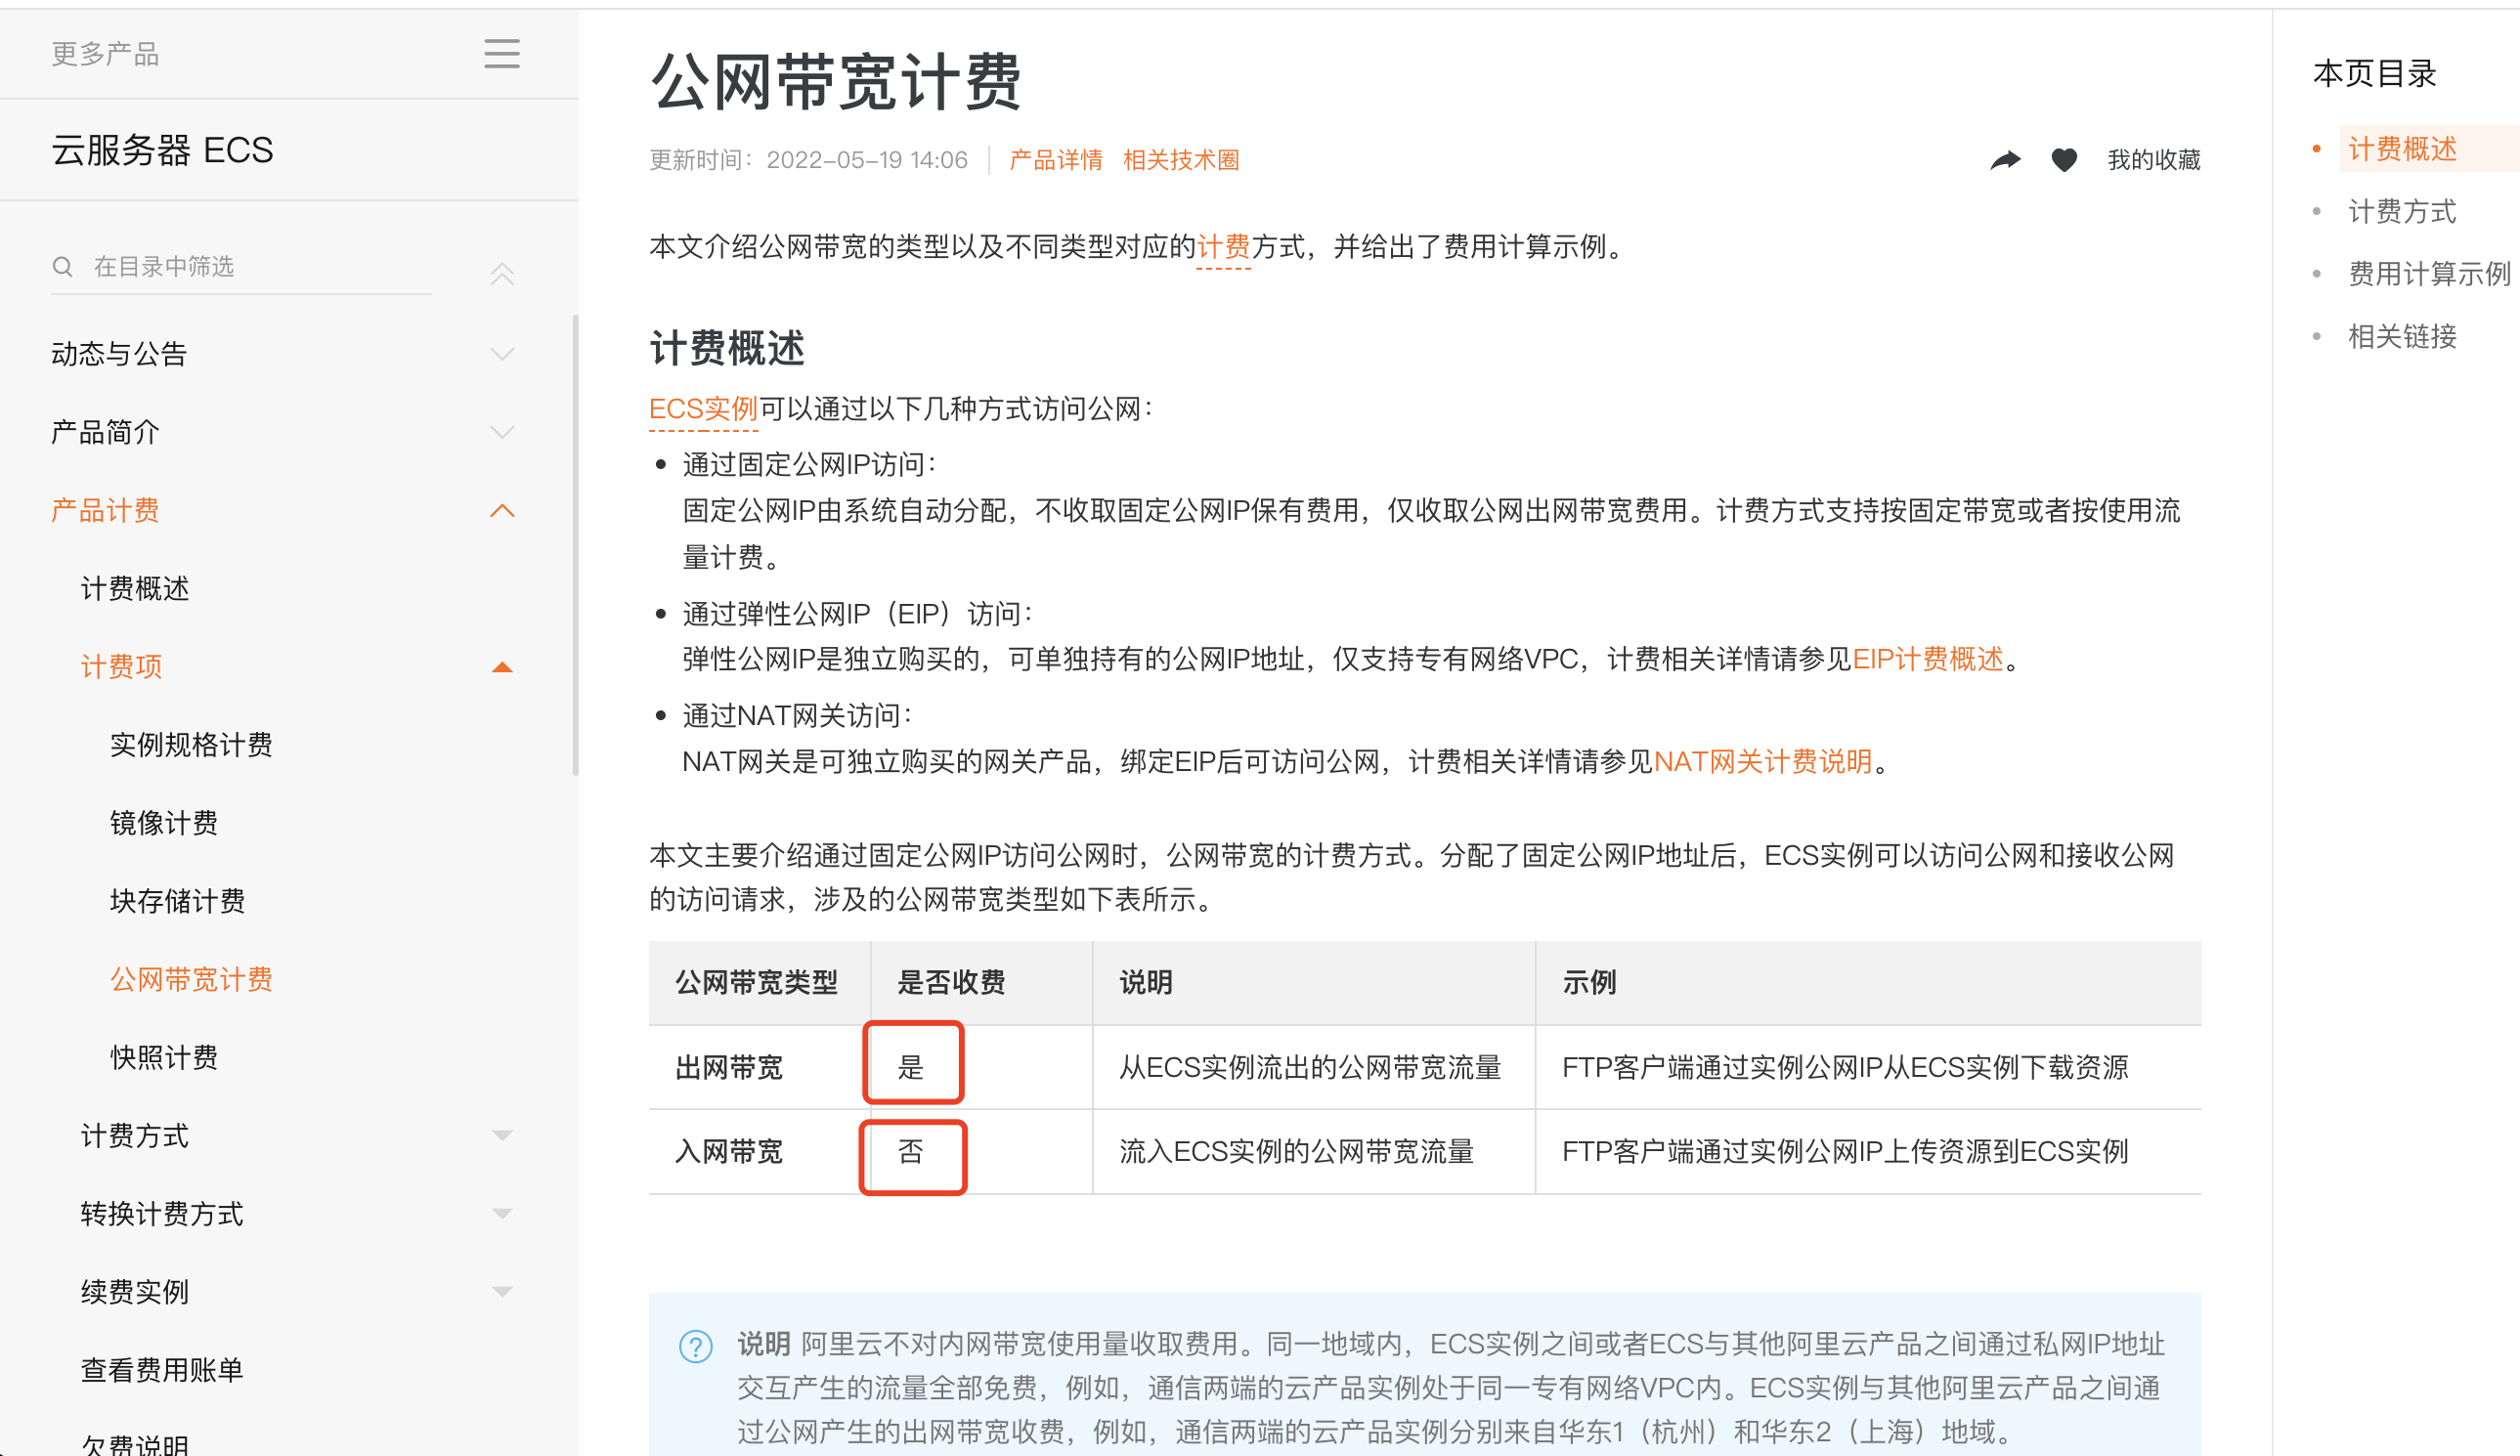 更多产品
云服务器 ECS
在目录中筛选
动态与公告
产品简介
产品计费
计费概述
计费项
实例规格计费
镜像计费
块存储计费
公网带宽计费
快照计费
计费方式
转换计费方式
续费实例
查看费用账单
欠费说明
公网带宽计费
更新时间：2022-05-19 14:06
产品详情 相关技术圈
我的收藏
本文介绍公网带宽的类型以及不同类型对应的计费方式，并给出了费用计算示例。
计费概述
ECS实例可以通过以下几种方式访问公网：
通过固定公网IP访问：
固定公网IP由系统自动分配，不收取固定公网IP保有费用，仅收取公网出网带宽费用。计费方式支持按固定带宽或者按使用流
量计费。
通过弹性公网IP（EIP）访问：
弹性公网IP是独立购买的，可单独持有的公网IP地址，仅支持专有网络VPC，计费相关详情请参见EIP计费概述。
通过NAT网关访问：
NAT网关是可独立购买的网关产品，绑定EIP后可访问公网，计费相关详情请参见NAT网关计费说明。
本文主要介绍通过固定公网IP访问公网时，公网带宽的计费方式。分配了固定公网IP地址后，ECS实例可以访问公网和接收公网
的访问请求，涉及的公网带宽类型如下表所示。
公网带宽类型 是否收费 说明 示例
出网带宽 是 从ECS实例流出的公网带宽流量 FTP客户端通过实例公网IP从ECS实例下载资源
入网带宽 否 流入ECS实例的公网带宽流量 FTP客户端通过实例公网IP上传资源到ECS实例
说明 阿里云不对内网带宽使用量收取费用。同一地域内，ECS实例之间或者ECS与其他阿里云产品之间通过私网IP地址
交互产生的流量全部免费，例如，通信两端的云产品实例处于同一专有网络VPC内。ECS实例与其他阿里云产品之间通
过公网产生的出网带宽收费，例如，通信两端的云产品实例分别来自华东1（杭州）和华东2（上海）地域。
本页目录
计费概述
计费方式
费用计算示例
相关链接